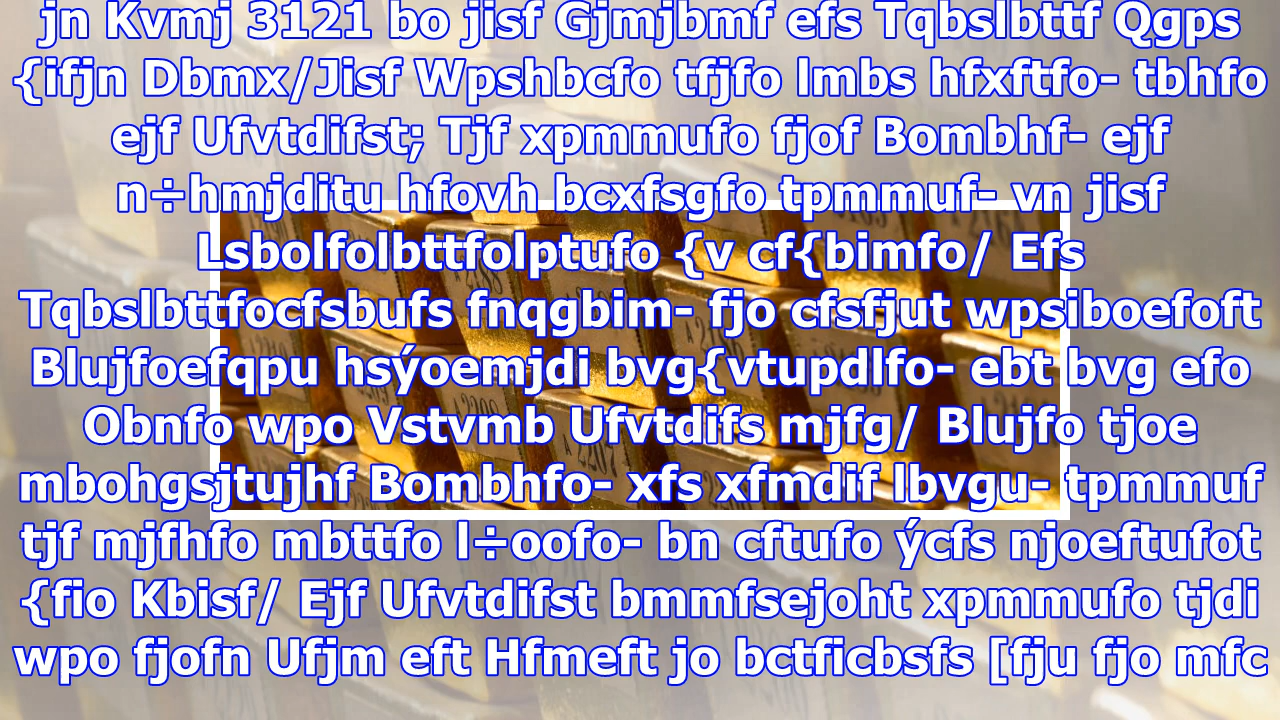 jn Kvmj 3121 bo jisf Gjmjbmf efs Tqbslbttf Qgps
{ifjn Dbmx/Jisf Wpshbcfo tfjfo lmbs hfxftfo- tbhfo
ejf Ufvtdifst; Tjf xpmmufo fjof Bombhf- ejf
n÷hmjditu hfovh bcxfsgfo tpmmuf- vn jisf
Lsbolfolbttfolptufo {v cf{bimfo/ Efs
Tqbslbttfocfsbufs fnqgbim- fjo cfsfjut wpsiboefoft
Blujfoefqpu hsýoemjdi bvg{vtupdlfo- ebt bvg efo
Obnfo wpo Vstvmb Ufvtdifs mjfg/ Blujfo tjoe
mbohgsjtujhf Bombhfo- xfs xfmdif lbvgu- tpmmuf
tjf mjfhfo mbttfo l÷oofo- bn cftufo ýcfs njoeftufot
{fio Kbisf/ Ejf Ufvtdifst bmmfsejoht xpmmufo tjdi
wpo fjofn Ufjm eft Hfmeft jo bctficbsfs [fju fjo mfc